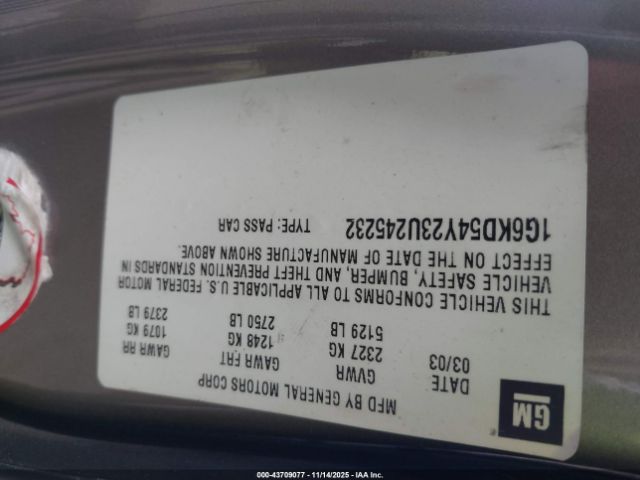 MFD BY GENERAL MOTORS CORP
GM
DATE GVWR GAWR FRT GAWR RR
03/03 2327 KG 1248 KG 1079 KG
5129 LB 2750 LB 2379 LB
THIS VEHICLE CONFORMS TO ALL APPLICABLE U.S. FEDERAL MOTOR
VEHICLE SAFETY, BUMPER, AND THEFT PREVENTION STANDARDS IN
EFFECT ON THE DATE OF MANUFACTURE SHOWN ABOVE.
1G6KD54Y23U245232 TYPE: PASS CAR
000-43709077 - 11/14/2025 - IAA Inc.